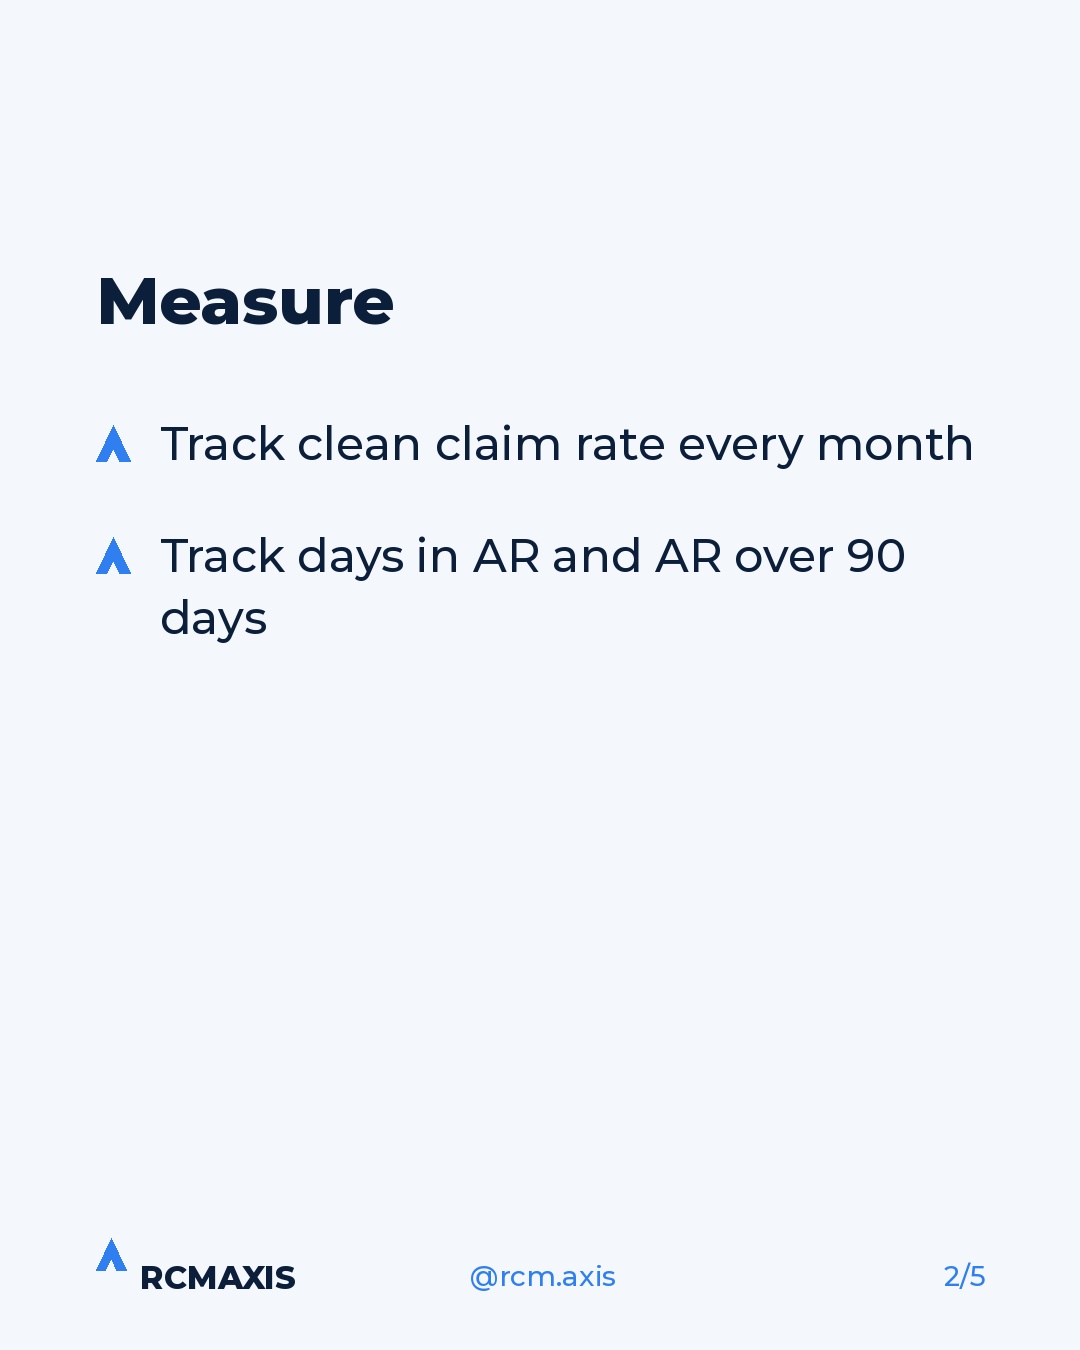 Measure
Track clean claim rate every month
Track days in AR and AR over 90
days
RCMAXIS
@rcm.axis
2/5